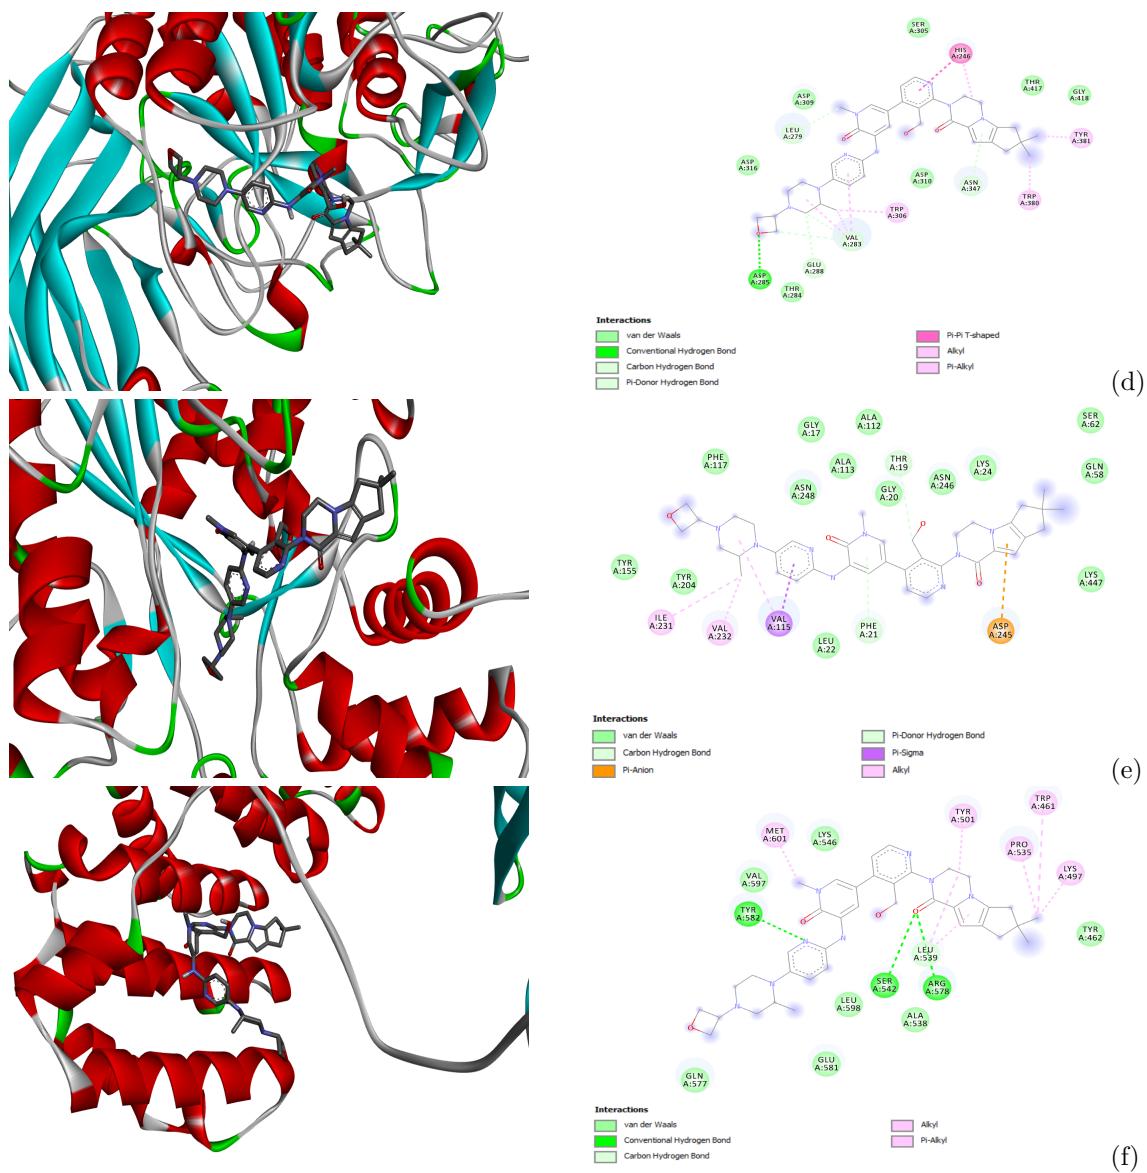 SER
A:305
HIS
A:246
ASP
A:309
THR
A:417
GLY
A:418
LEU
A:279
TYR
A:381
ASP
A:316
ASP
A:310
ASN
A:347
TRP
A:380
TRP
A:306
VAL
A:283
GLU
A:288
ASP
A:285
THR
A:284
Interactions
van der Waals
Conventional Hydrogen Bond
Carbon Hydrogen Bond
Pi-Donor Hydrogen Bond
Pi-Pi T-shaped
Alkyl
Pi-Alkyl
(d)
GLY
A:17
ALA
A:112
SER
A:62
PHE
A:117
ALA
A:113
THR
A:19
LYS
A:24
GLN
A:58
ASN
A:248
GLY
A:20
ASN
A:246
TYR
A:155
TYR
A:204
LYS
A:447
ILE
A:231
VAL
A:232
VAL
A:115
LEU
A:22
PHE
A:21
ASP
A:245
Interactions
van der Waals
Carbon Hydrogen Bond
Pi-Anion
Pi-Donor Hydrogen Bond
Pi-Sigma
Alkyl
(e)
MET
A:601
LYS
A:546
TYR
A:501
TRP
A:461
PRO
A:535
LYS
A:497
VAL
A:597
TYR
A:582
TYR
A:462
LEU
A:539
SER
A:542
ARG
A:578
LEU
A:598
ALA
A:538
GLU
A:581
GLN
A:577
Interactions
van der Waals
Conventional Hydrogen Bond
Carbon Hydrogen Bond
Alkyl
Pi-Alkyl
(f)